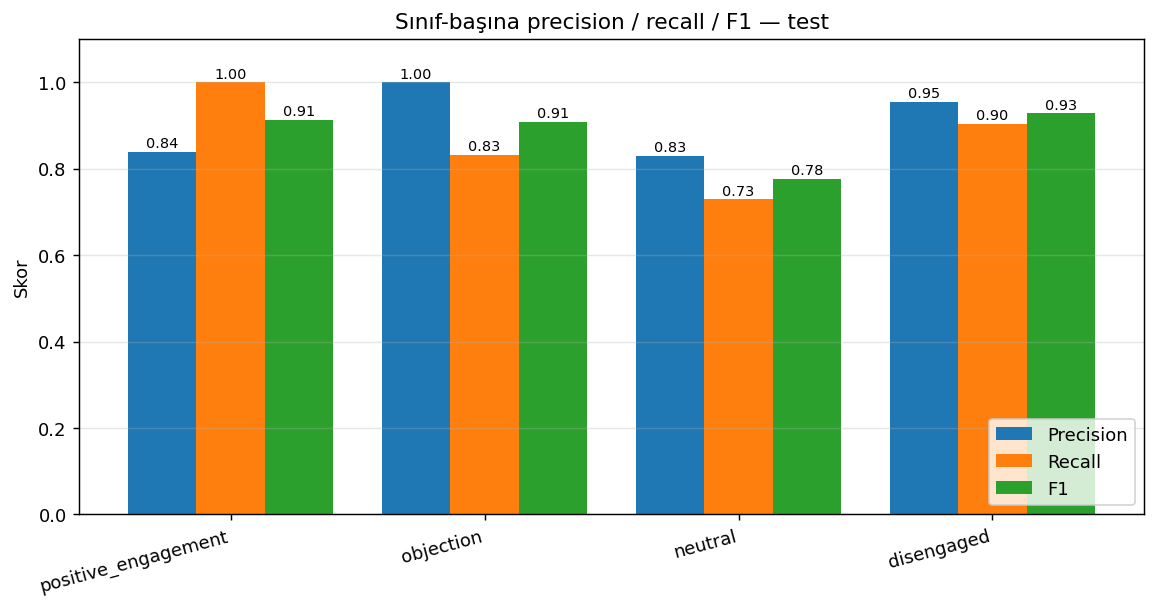 Sınıf-başına precision / recall / F1 — test
Skor
1.0
0.8
0.6
0.4
0.2
0.0
0.84
1.00
0.91
1.00
0.83
0.91
0.83
0.73
0.78
0.95
0.90
0.93
positive_engagement
objection
neutral
disengaged
Precision
Recall
F1